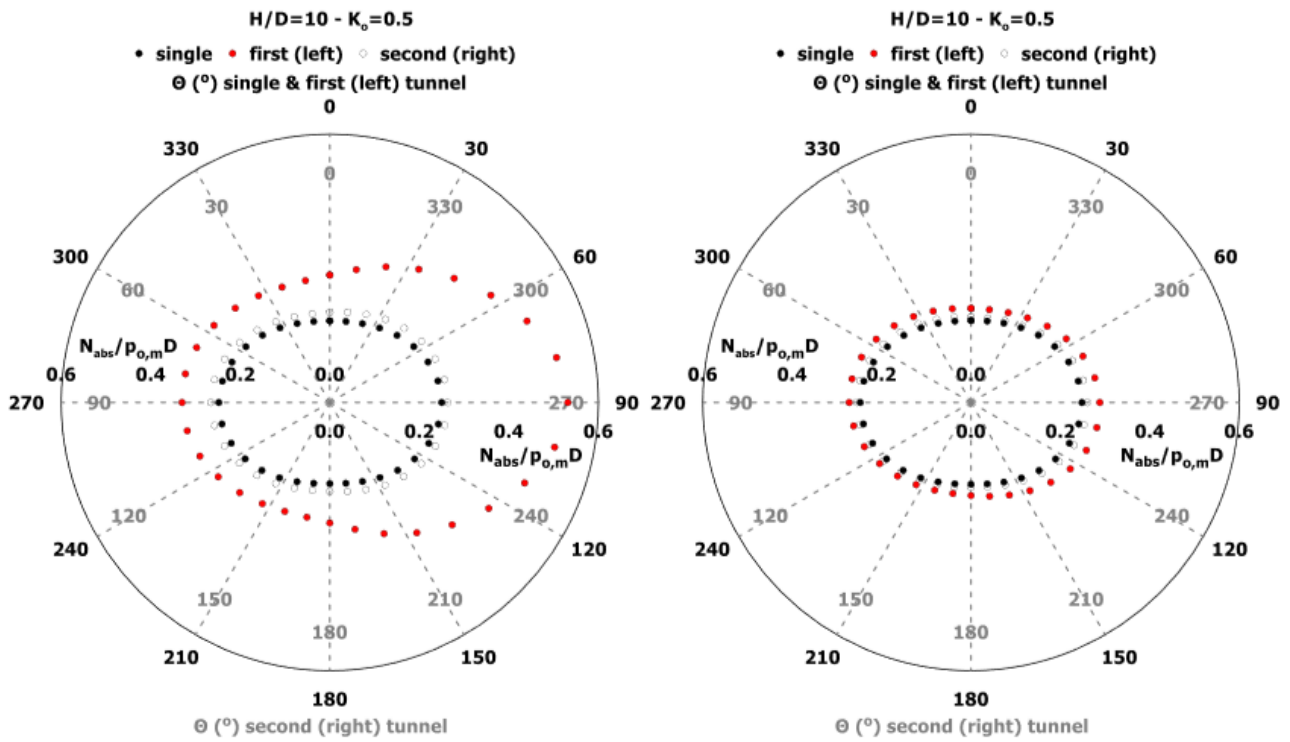 H/D=10 - Ko=0.5
single first (left) second (right)
Θ (°) single & first (left) tunnel
0
330 30
0
30 330
300 60
60 300
Nabs/po,mD
0.6 0.4 0.2 0.0
270 90 270 90
0.0 0.2 0.4 0.6
Nabs/po,mD
120 240
240 120
150 210
180
210 150
180
Θ (°) second (right) tunnel
H/D=10 - Ko=0.5
single first (left) second (right)
Θ (°) single & first (left) tunnel
0
330 30
0
30 330
300 60
60 300
Nabs/po,mD
0.6 0.4 0.2 0.0
270 90 270 90
0.0 0.2 0.4 0.6
Nabs/po,mD
120 240
240 120
150 210
180
210 150
180
Θ (°) second (right) tunnel